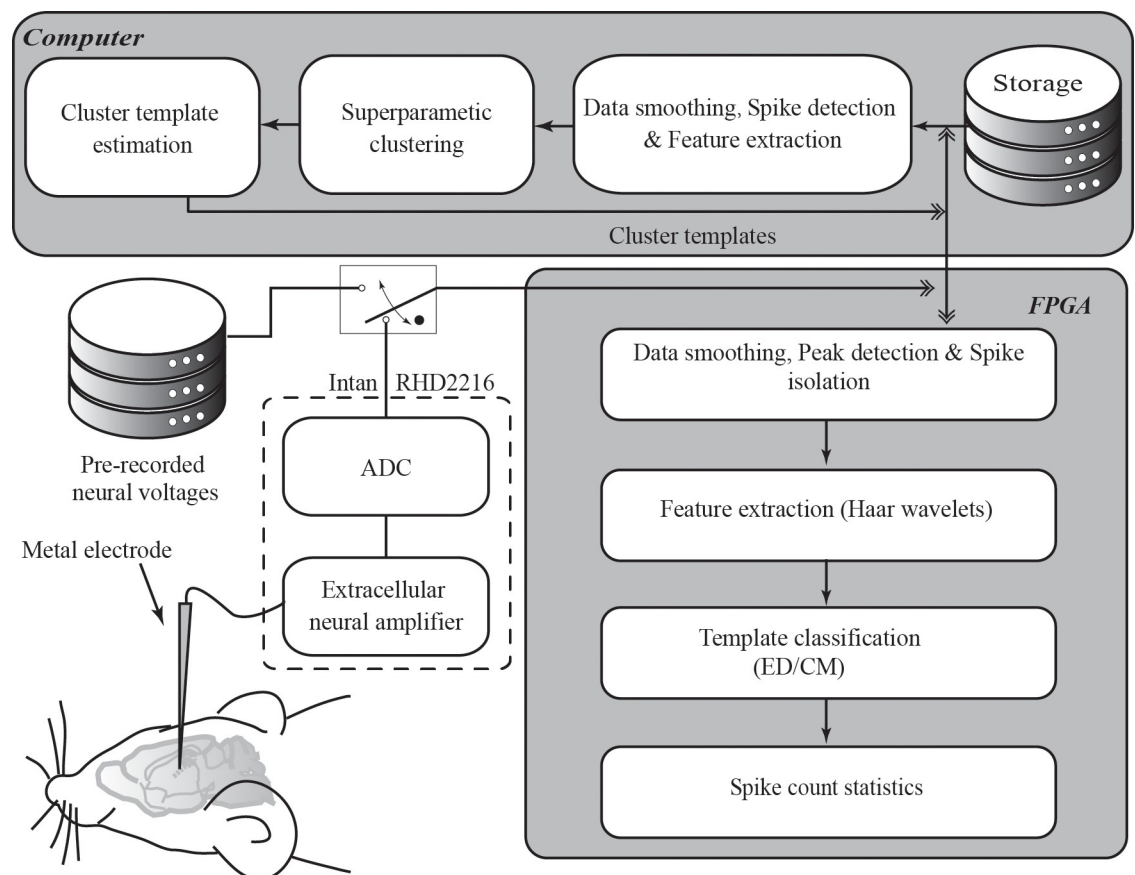 Computer
Cluster template
estimation
Superparametic
clustering
Data smoothing, Spike detection
& Feature extraction
Storage
Cluster templates
Pre-recorded
neural voltages
Intan RHD2216
ADC
Extracellular
neural amplifier
Metal electrode
FPGA
Data smoothing, Peak detection & Spike
isolation
Feature extraction (Haar wavelets)
Template classification
(ED/CM)
Spike count statistics